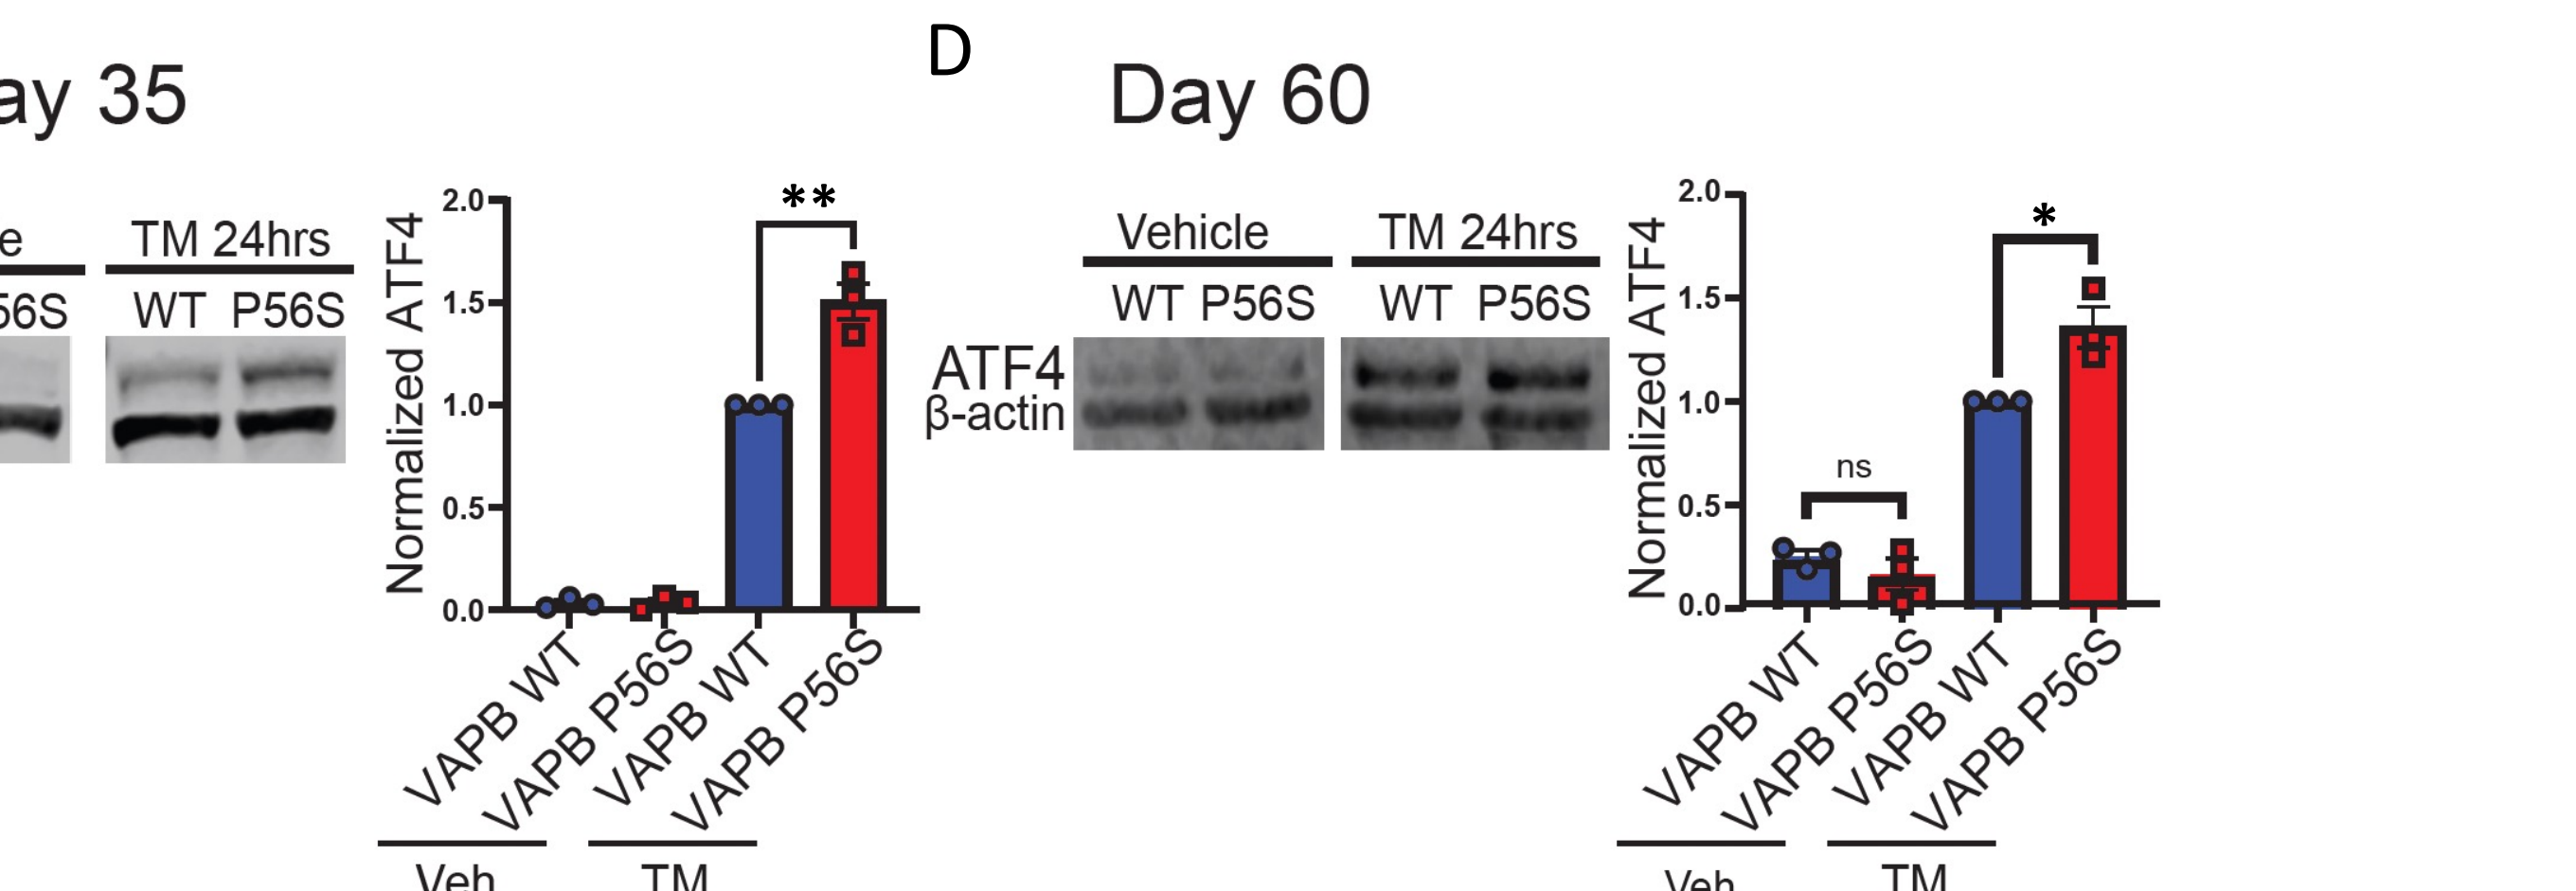 ay 35
e
TM 24hrs
56S
WT P56S
Normalized ATF4
2.0
1.5
1.0
0.5
0.0
**
VAPB WT
VAPB P56S
VAPB WT
VAPB P56S
Veh
TM
D
Day 60
Vehicle
TM 24hrs
WT P56S
WT P56S
ATF4
β-actin
Normalized ATF4
2.0
1.5
1.0
0.5
0.0
ns
*
VAPB WT
VAPB P56S
VAPB WT
VAPB P56S
Veh
TM